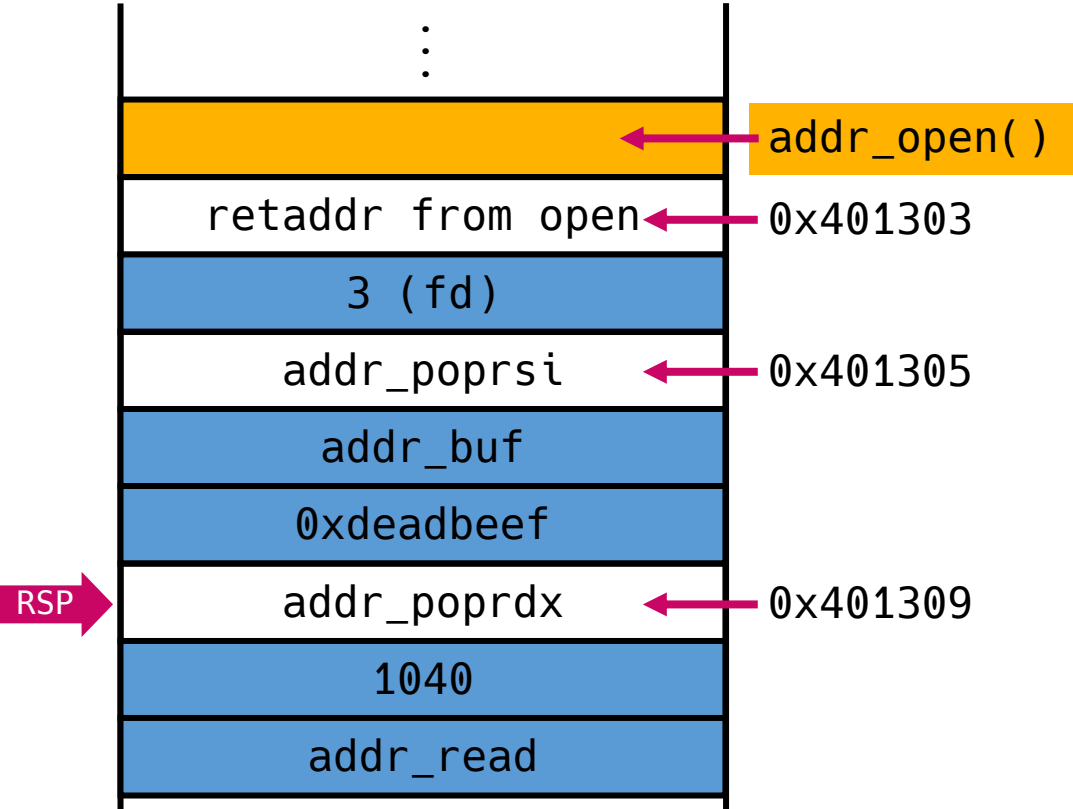 ⋮
addr_open()
retaddr from open
0x401303
3 (fd)
addr_poprsi
0x401305
addr_buf
0xdeadbeef
RSP
addr_poprdx
0x401309
1040
addr_read